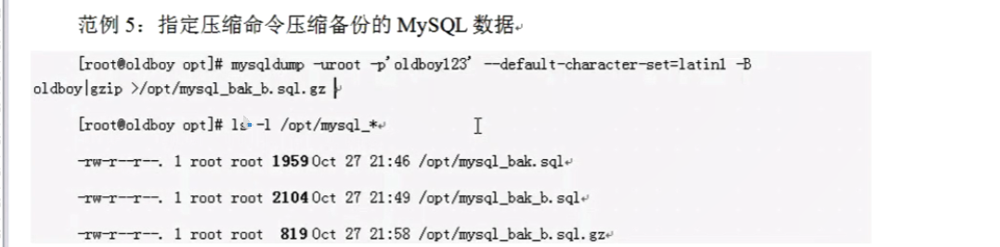 范例 5：指定压缩命令压缩备份的 MySQL 数据
[root@oldboy opt]# mysqldump -uroot -p'oldboy123' --default-character-set=latin1 -B
oldboy|gzip >/opt/mysql_bak_b.sql.gz
[root@oldboy opt]# ls -l /opt/mysql_*
-rw-r--r--. 1 root root 1959 Oct 27 21:46 /opt/mysql_bak.sql
-rw-r--r--. 1 root root 2104 Oct 27 21:49 /opt/mysql_bak_b.sql
-rw-r--r--. 1 root root 819 Oct 27 21:58 /opt/mysql_bak_b.sql.gz